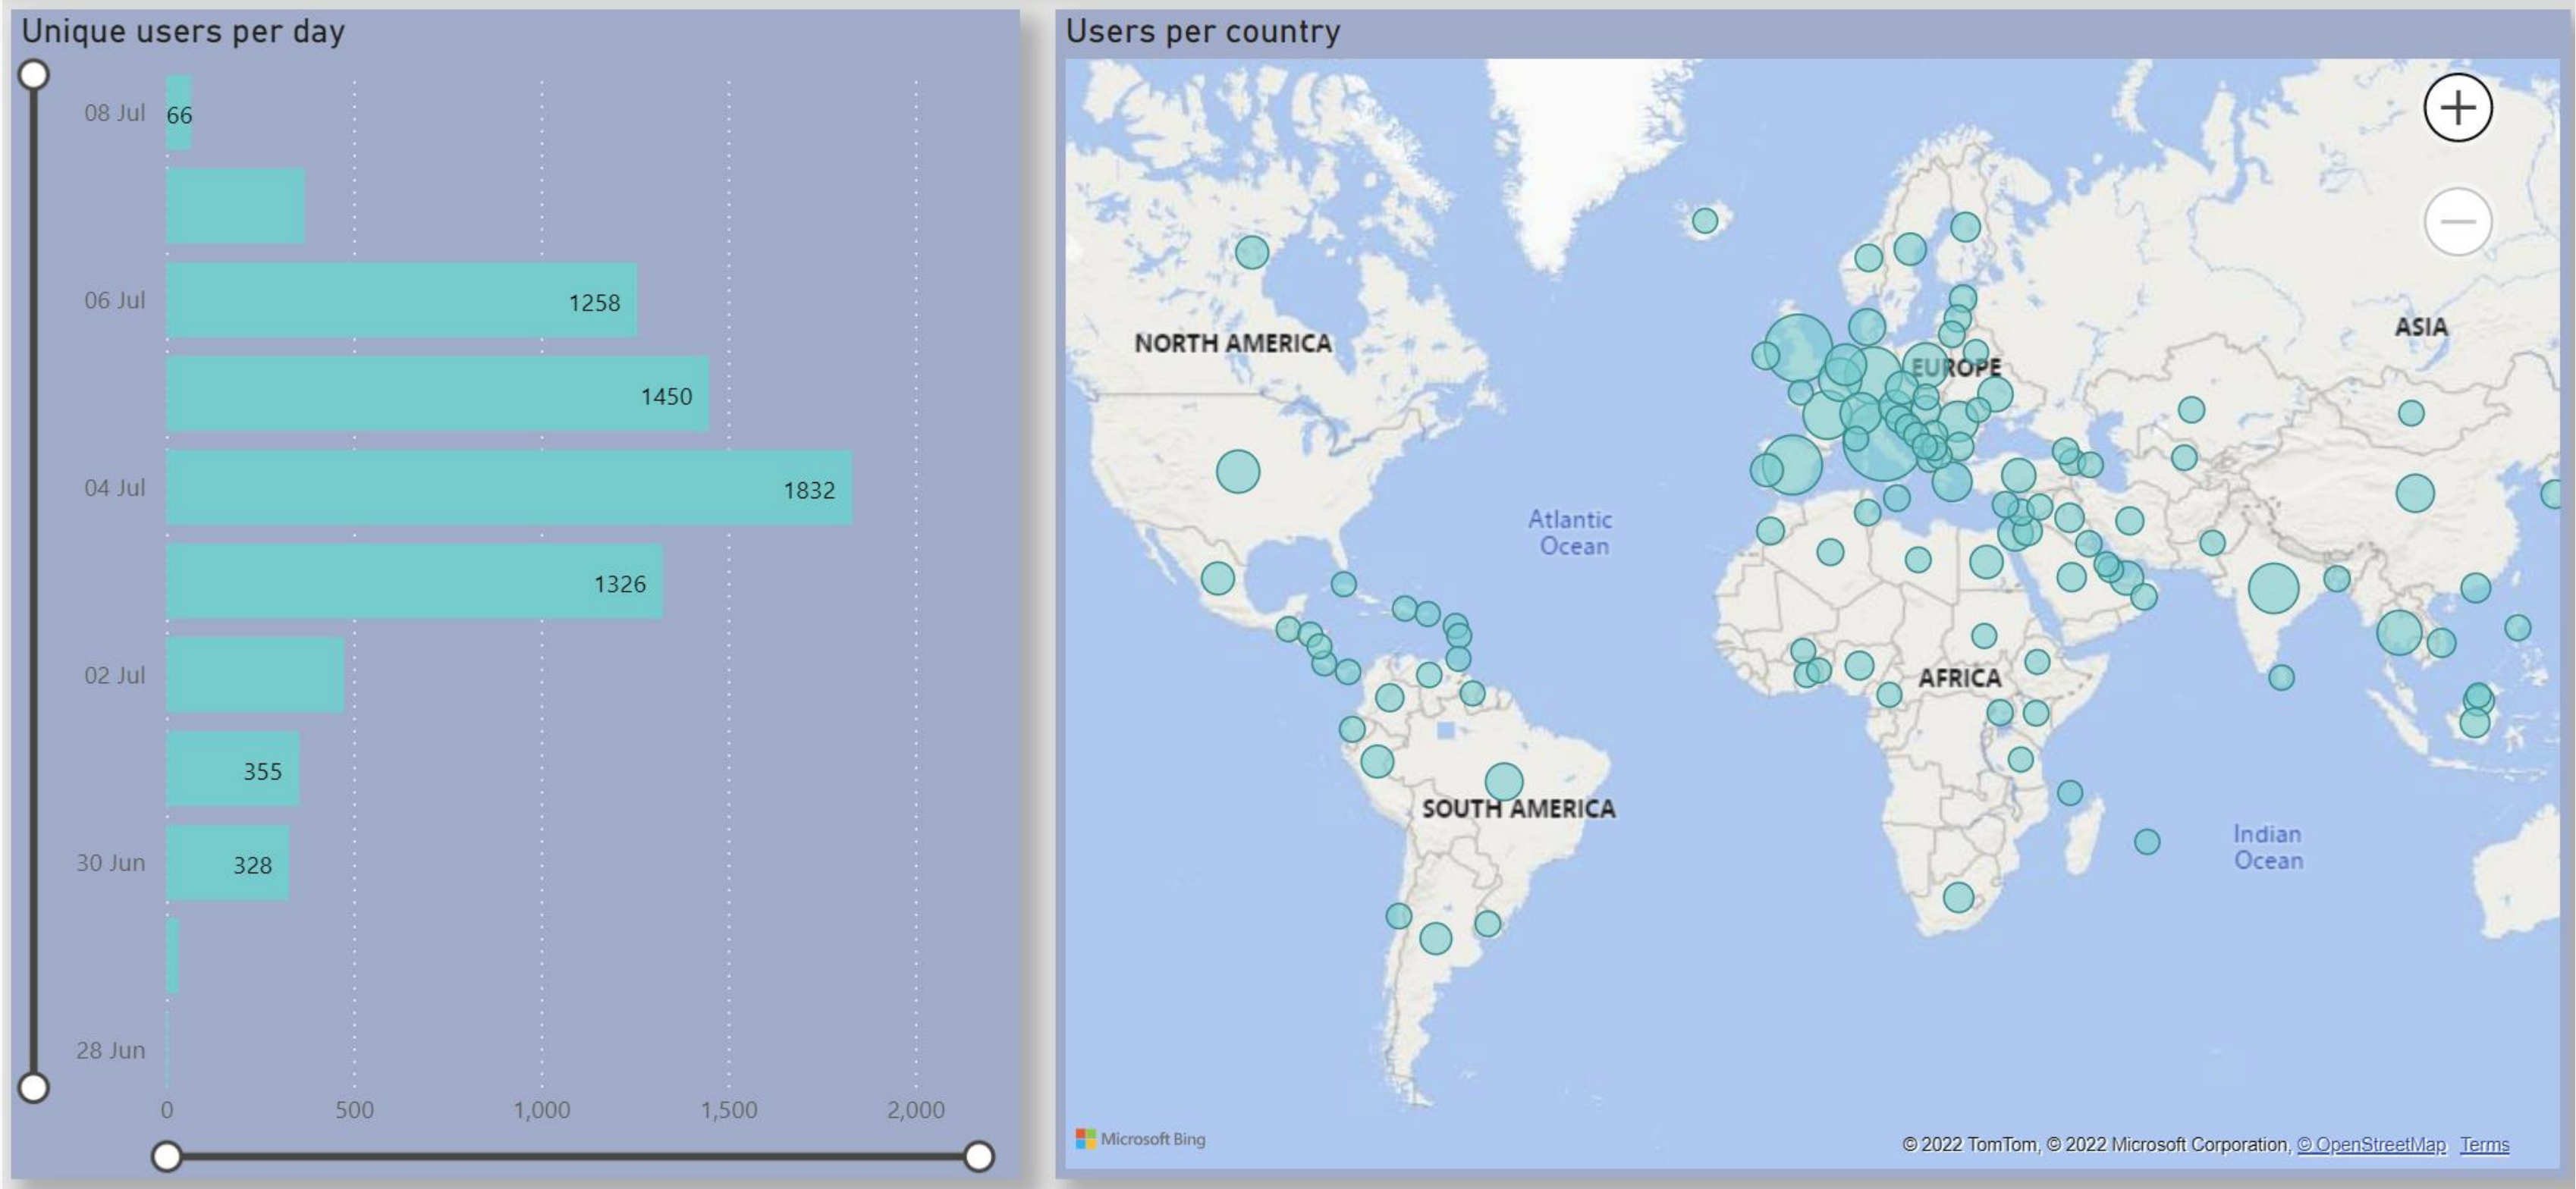 Unique users per day
08 Jul
66
06 Jul
1258
1450
04 Jul
1832
1326
02 Jul
355
30 Jun
328
28 Jun
0
500
1,000
1,500
2,000
Users per country
NORTH AMERICA
EUROPE
ASIA
Atlantic
Ocean
AFRICA
SOUTH AMERICA
Indian
Ocean
Microsoft Bing
© 2022 TomTom, © 2022 Microsoft Corporation, © OpenStreetMap Terms